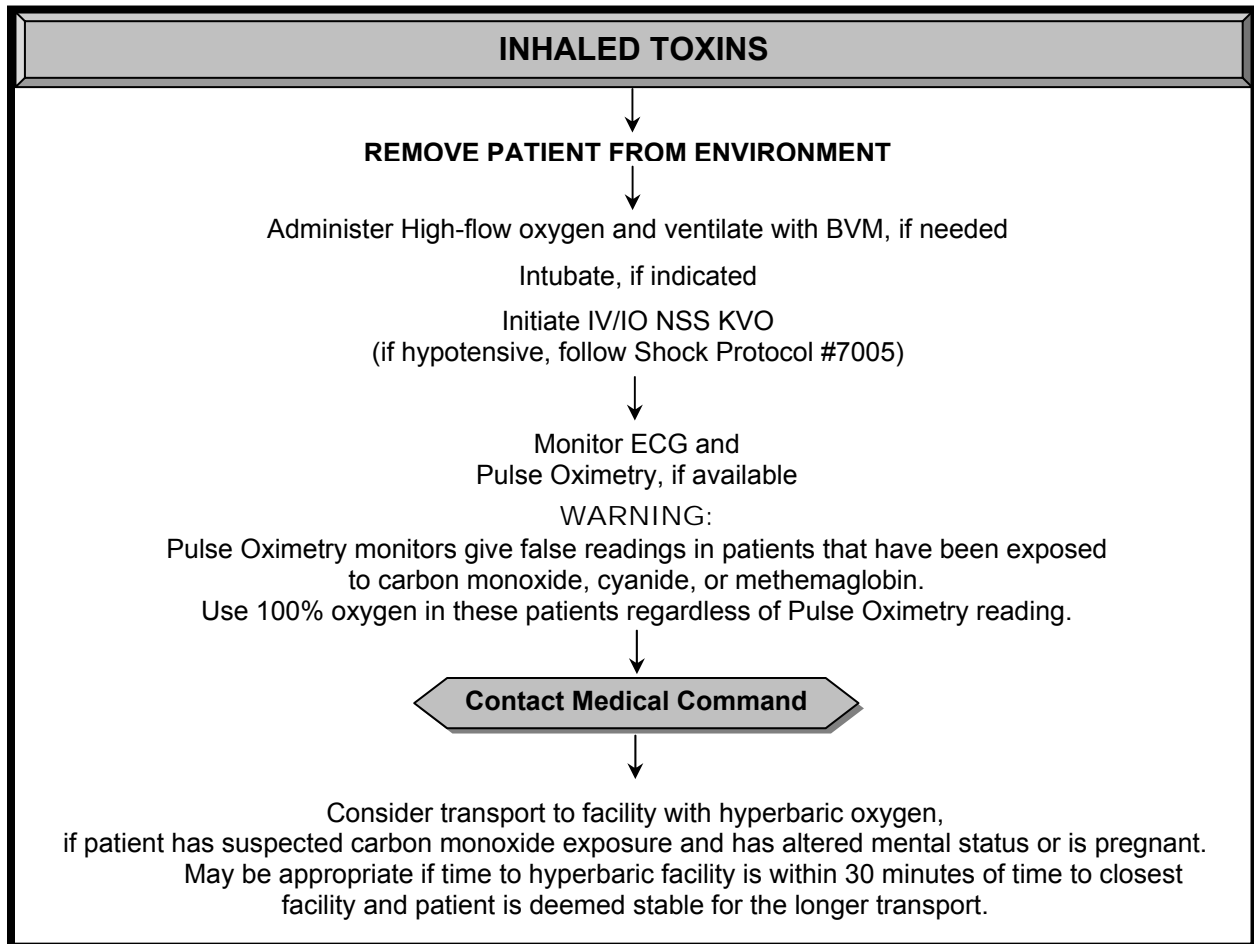 INHALED TOXINS
REMOVE PATIENT FROM ENVIRONMENT
Administer High-flow oxygen and ventilate with BVM, if needed
Intubate, if indicated
Initiate IV/IO NSS KVO
(if hypotensive, follow Shock Protocol #7005)
Monitor ECG and
Pulse Oximetry, if available
WARNING:
Pulse Oximetry monitors give false readings in patients that have been exposed
to carbon monoxide, cyanide, or methemaglobin.
Use 100% oxygen in these patients regardless of Pulse Oximetry reading.
Contact Medical Command
Consider transport to facility with hyperbaric oxygen,
if patient has suspected carbon monoxide exposure and has altered mental status or is pregnant.
May be appropriate if time to hyperbaric facility is within 30 minutes of time to closest
facility and patient is deemed stable for the longer transport.